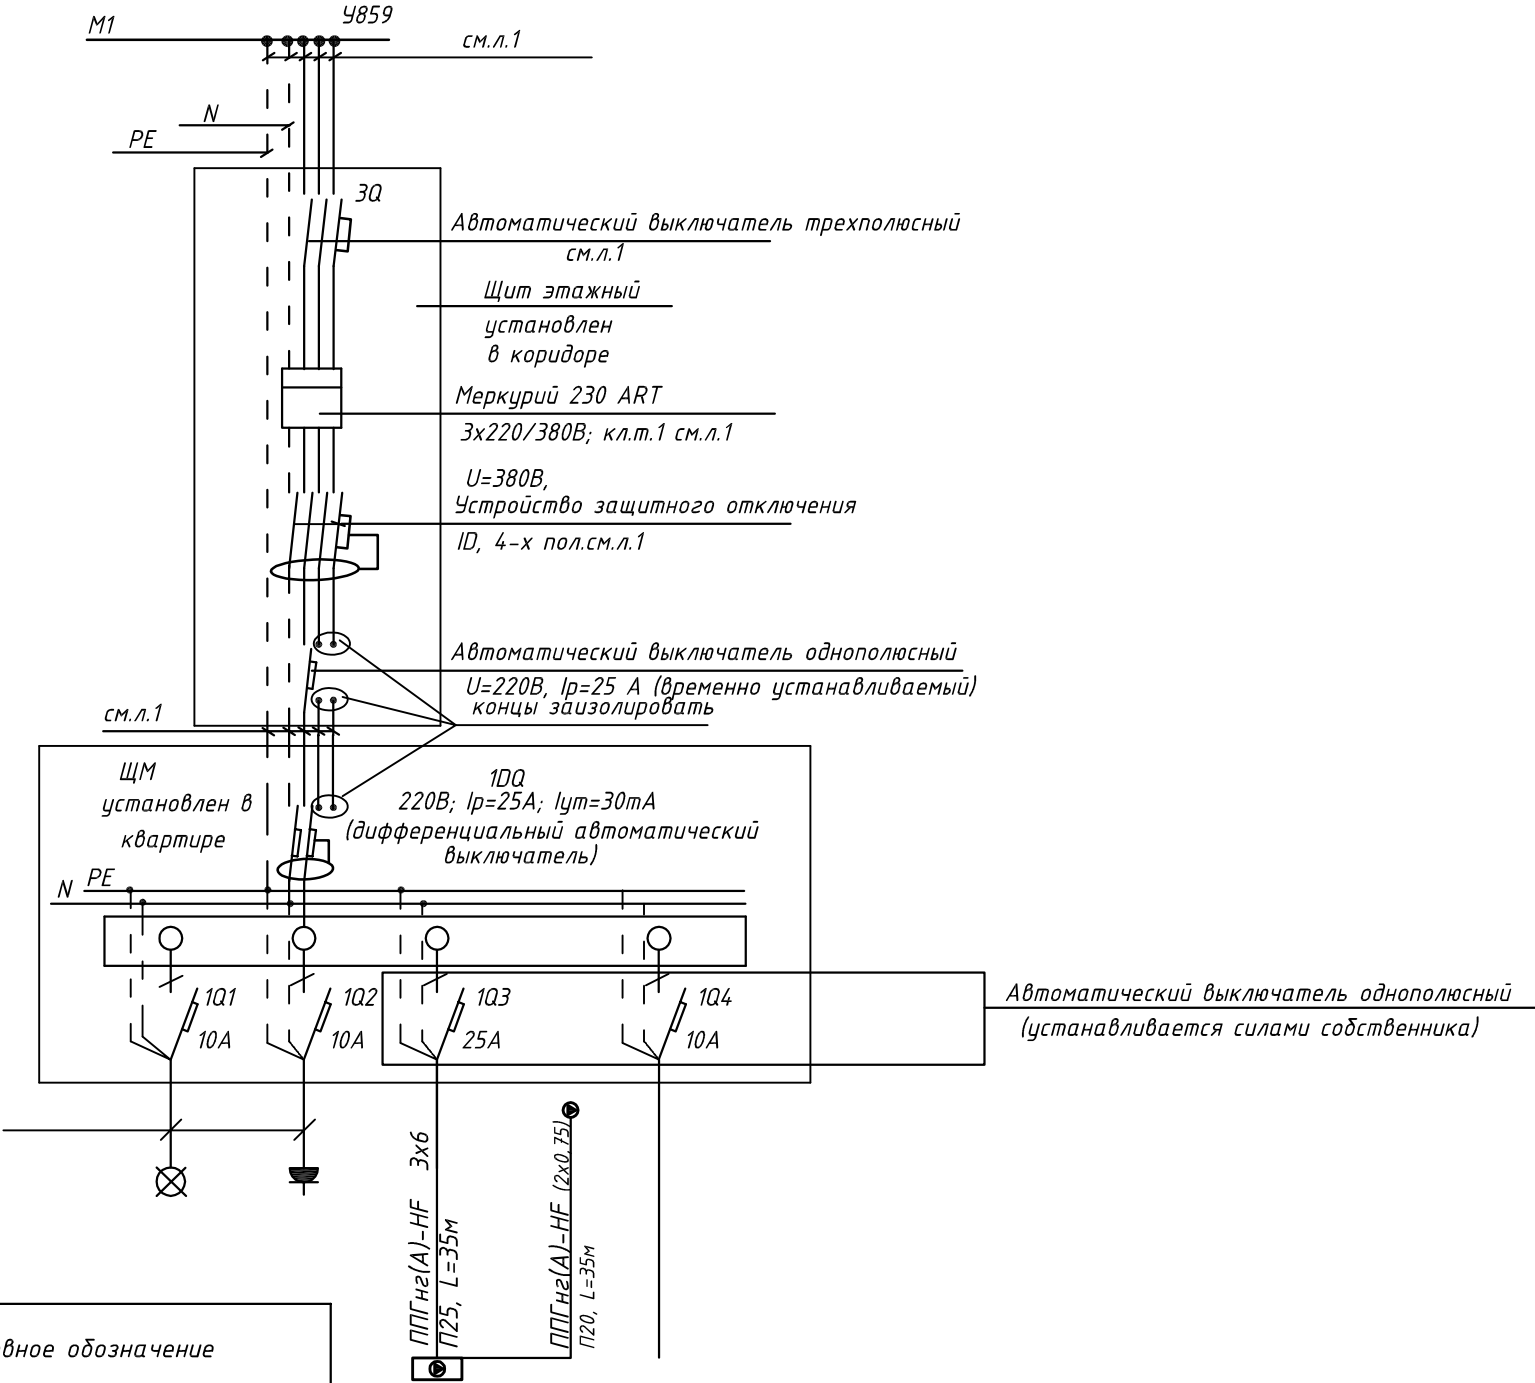 М1
У859
см.л.1
N
PE
3Q
Автоматический выключатель трехполюсный
см.л.1
Щит этажный
установлен
в коридоре
Меркурий 230 ART
3х220/380В; кл.т.1 см.л.1
U=380В,
Устройство защитного отключения
ID, 4-х пол.см.л.1
Автоматический выключатель однополюсный
U=220В, Iр=25 А (временно устанавливаемый)
концы заизолировать
см.л.1
ЩМ
установлен в
квартире
1DQ
220В; Iр=25А; Iут=30mA
(дифференциальный автоматический
выключатель)
PE
N
1Q1
10А
1Q2
10А
1Q3
25А
1Q4
10А
Автоматический выключатель однополюсный
(устанавливается силами собственника)
ППГнг(А)-HF 3х6
П25, L=35м
ППГнг(А)-HF (2х0,75)
П20, L=35м
вное обозначение